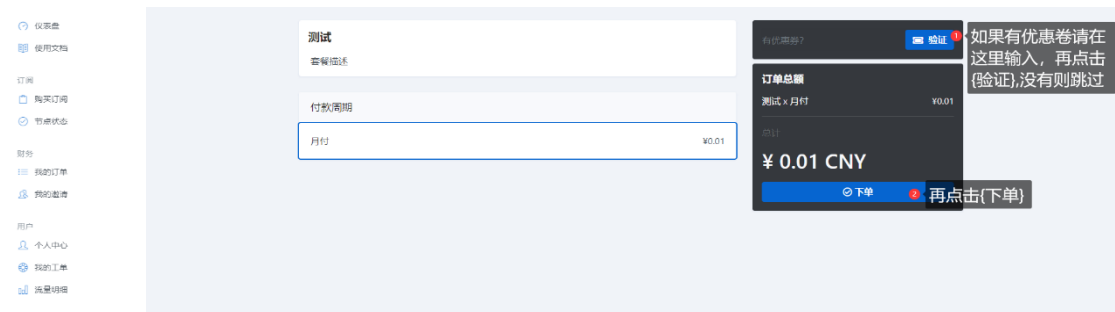 仪表盘
使用文档
订阅
购买订阅
节点状态
财务
我的订单
我的邀请
用户
个人中心
我的工单
流量明细
测试
套餐描述
付款周期
月付 ¥0.01
有优惠券?
验证
1
如果有优惠卷请在
这里输入，再点击
{验证},没有则跳过
订单总额
测试 x 月付 ¥0.01
总计
¥ 0.01 CNY
下单
2
再点击{下单}